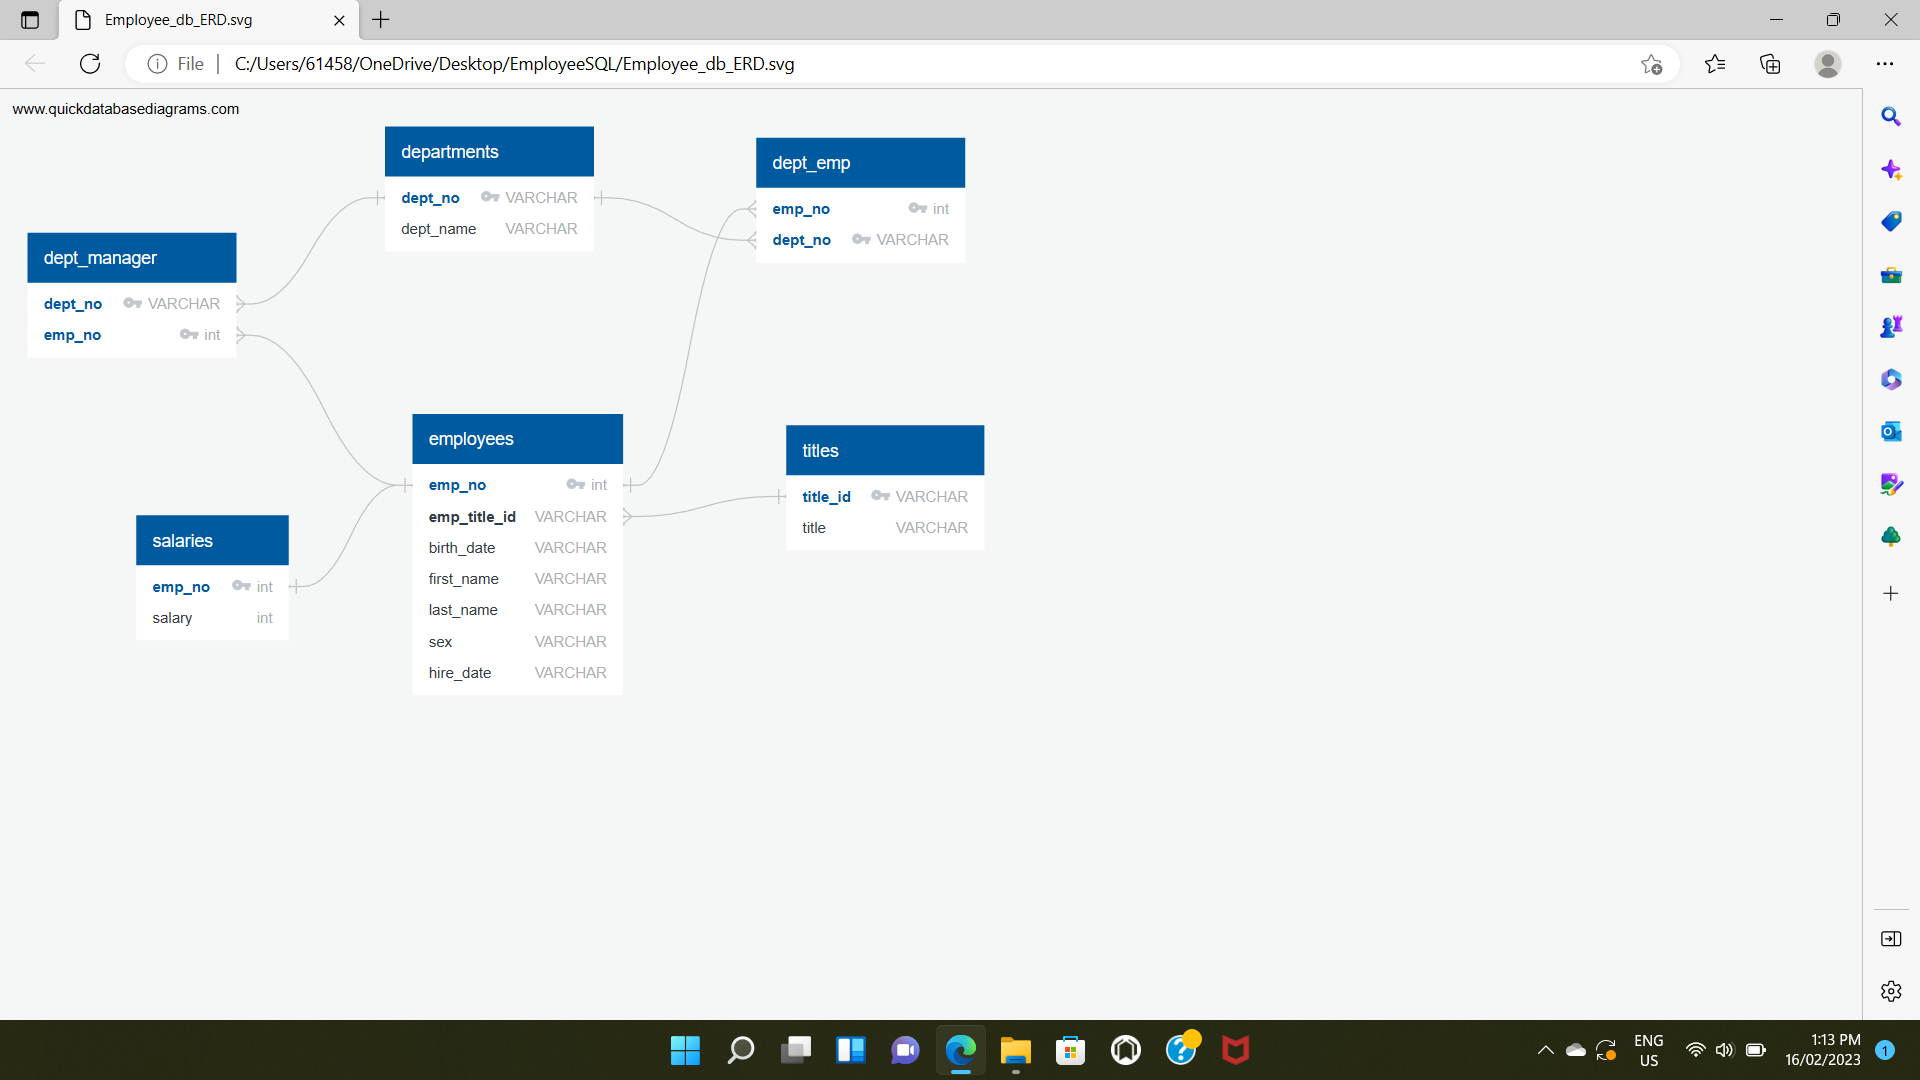 Employee_db_ERD.svg
File
C:/Users/61458/OneDrive/Desktop/EmployeeSQL/Employee_db_ERD.svg
www.quickdatabasediagrams.com
departments
dept_no VARCHAR
dept_name VARCHAR
dept_emp
emp_no int
dept_no VARCHAR
dept_manager
dept_no VARCHAR
emp_no int
employees
emp_no int
emp_title_id VARCHAR
birth_date VARCHAR
first_name VARCHAR
last_name VARCHAR
sex VARCHAR
hire_date VARCHAR
titles
title_id VARCHAR
title VARCHAR
salaries
emp_no int
salary int
ENG
US
1:13 PM
16/02/2023
1